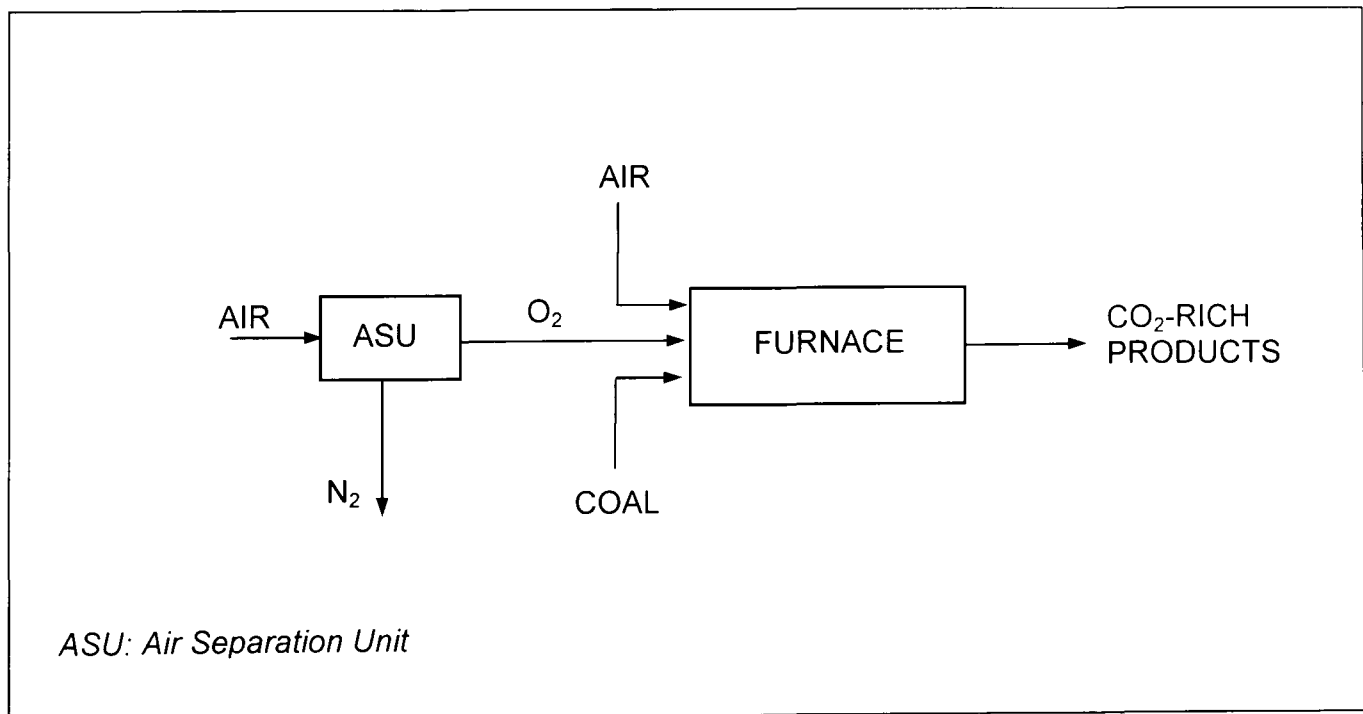 AIR
AIR
ASU
O₂
FURNACE
CO₂-RICH
PRODUCTS
N₂
COAL
ASU: Air Separation Unit